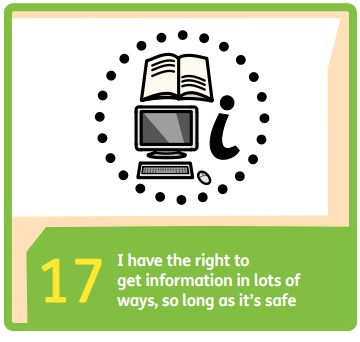 i
17
I have the right to
get information in lots of
ways, so long as it's safe